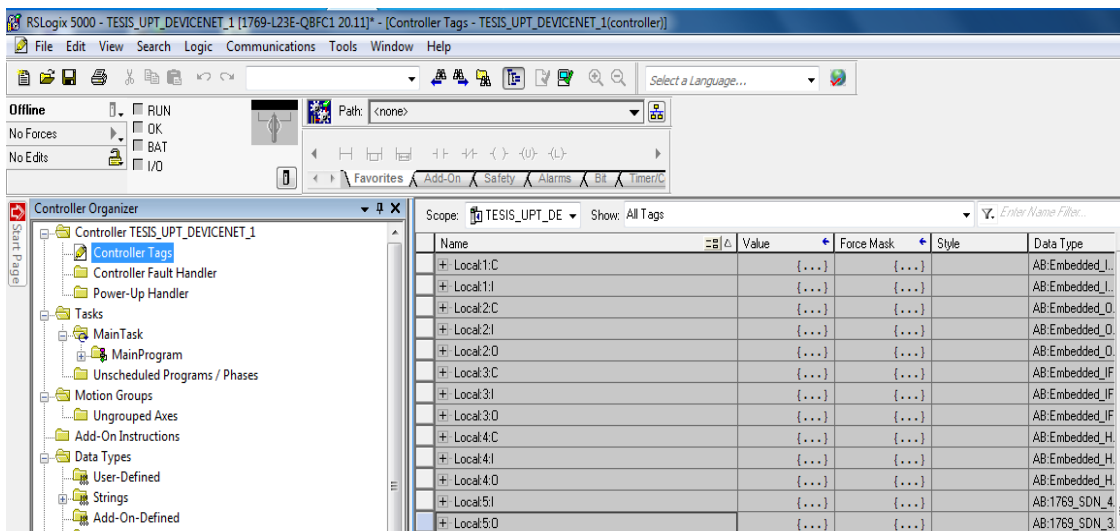 RSLogix 5000 - TESIS_UPT_DEVICENET_1 [1769-L23E-QBFC1 20.11]* - [Controller Tags - TESIS_UPT_DEVICENET_1(controller)]
File Edit View Search Logic Communications Tools Window Help
Select a Language...
Offline RUN
No Forces OK
No Edits BAT
I/O
Path: <none>
Favorites Add-On Safety Alarms Bit Timer/C
Start Page
Controller Organizer
Controller TESIS_UPT_DEVICENET_1
Controller Tags
Controller Fault Handler
Power-Up Handler
Tasks
MainTask
MainProgram
Unscheduled Programs / Phases
Motion Groups
Ungrouped Axes
Add-On Instructions
Data Types
User-Defined
Strings
Add-On-Defined
Scope: TESIS_UPT_DE Show: All Tags Enter Name Filter...
Name Value Force Mask Style Data Type
Local:1:C {...} {...} AB:Embedded_I..
Local:1:I {...} {...} AB:Embedded_I..
Local:2:C {...} {...} AB:Embedded_O.
Local:2:I {...} {...} AB:Embedded_O.
Local:2:O {...} {...} AB:Embedded_O.
Local:3:C {...} {...} AB:Embedded_IF
Local:3:I {...} {...} AB:Embedded_IF
Local:3:O {...} {...} AB:Embedded_IF
Local:4:C {...} {...} AB:Embedded_H.
Local:4:I {...} {...} AB:Embedded_H.
Local:4:O {...} {...} AB:Embedded_H.
Local:5:I {...} {...} AB:1769_SDN_4.
Local:5:O {...} {...} AB:1769_SDN_3